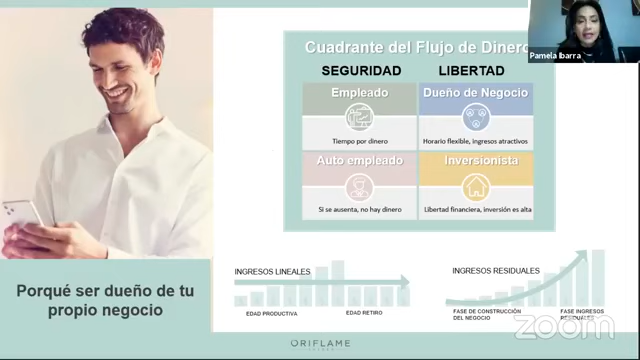 Cuadrante del Flujo de Dinero
Pamela Ibarra
SEGURIDAD
LIBERTAD
Empleado
Dueño de Negocio
Tiempo por dinero
Horario flexible, ingresos atractivos
Auto empleado
Inversionista
Si se ausenta, no hay dinero
Libertad financiera, inversión es alta
Porqué ser dueño de tu
propio negocio
INGRESOS LINEALES
EDAD PRODUCTIVA
EDAD RETIRO
INGRESOS RESIDUALES
FASE DE CONSTRUCCIÓN
DEL NEGOCIO
FASE INGRESOS
RESIDUALES
ORIFLAME
zoom